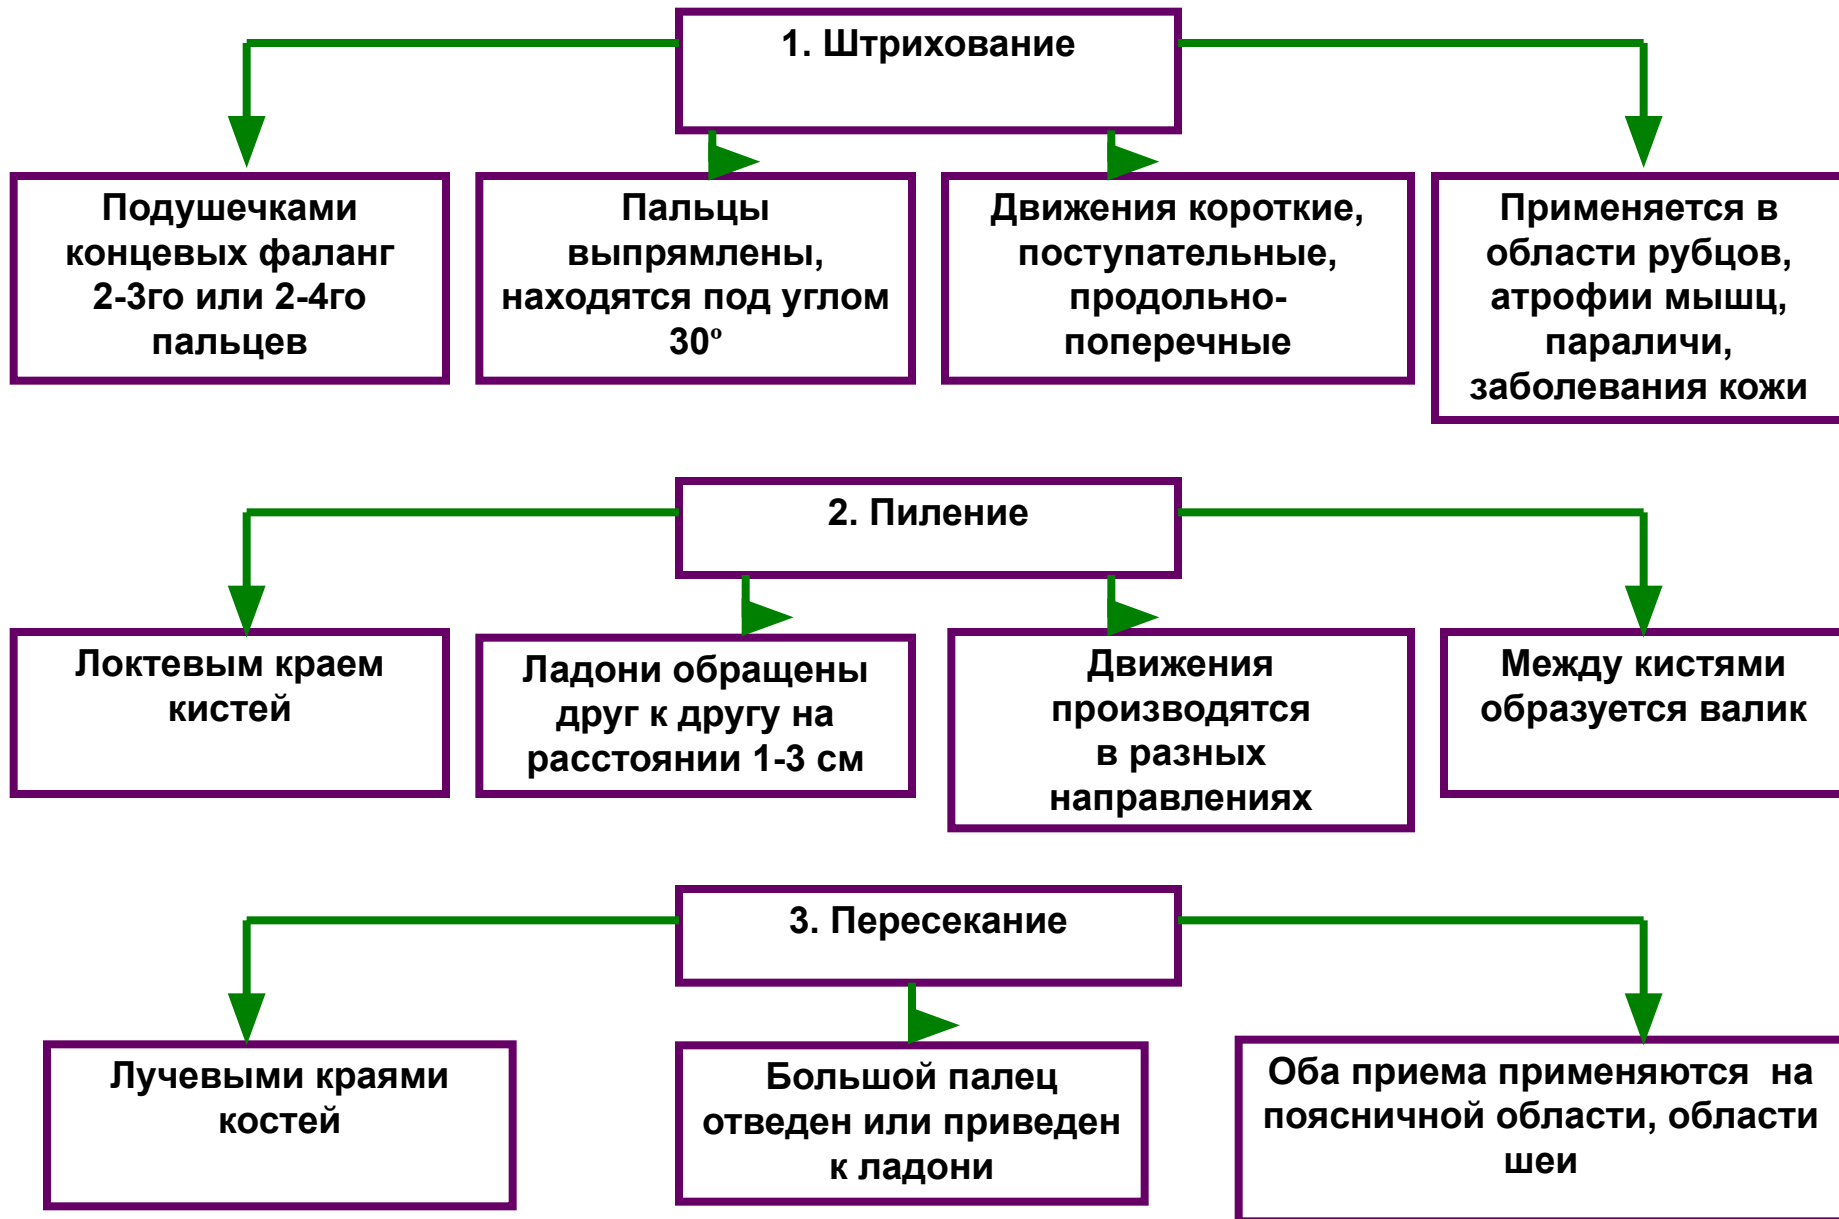 1. Штрихование
Подушечками
концевых фаланг
2-3го или 2-4го
пальцев
Пальцы
выпрямлены,
находятся под углом
30º
Движения короткие,
поступательные,
продольно-
поперечные
Применяется в
области рубцов,
атрофии мышц,
параличи,
заболевания кожи
2. Пиление
Локтевым краем
кистей
Ладони обращены
друг к другу на
расстоянии 1-3 см
Движения
производятся
в разных
направлениях
Между кистями
образуется валик
3. Пересекание
Лучевыми краями
костей
Большой палец
отведен или приведен
к ладони
Оба приема применяются на
поясничной области, области
шеи